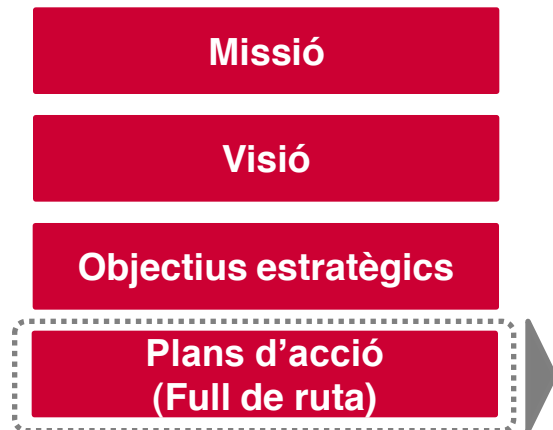 Missió
Visió
Objectius estratègics
Plans d’acció
(Full de ruta)